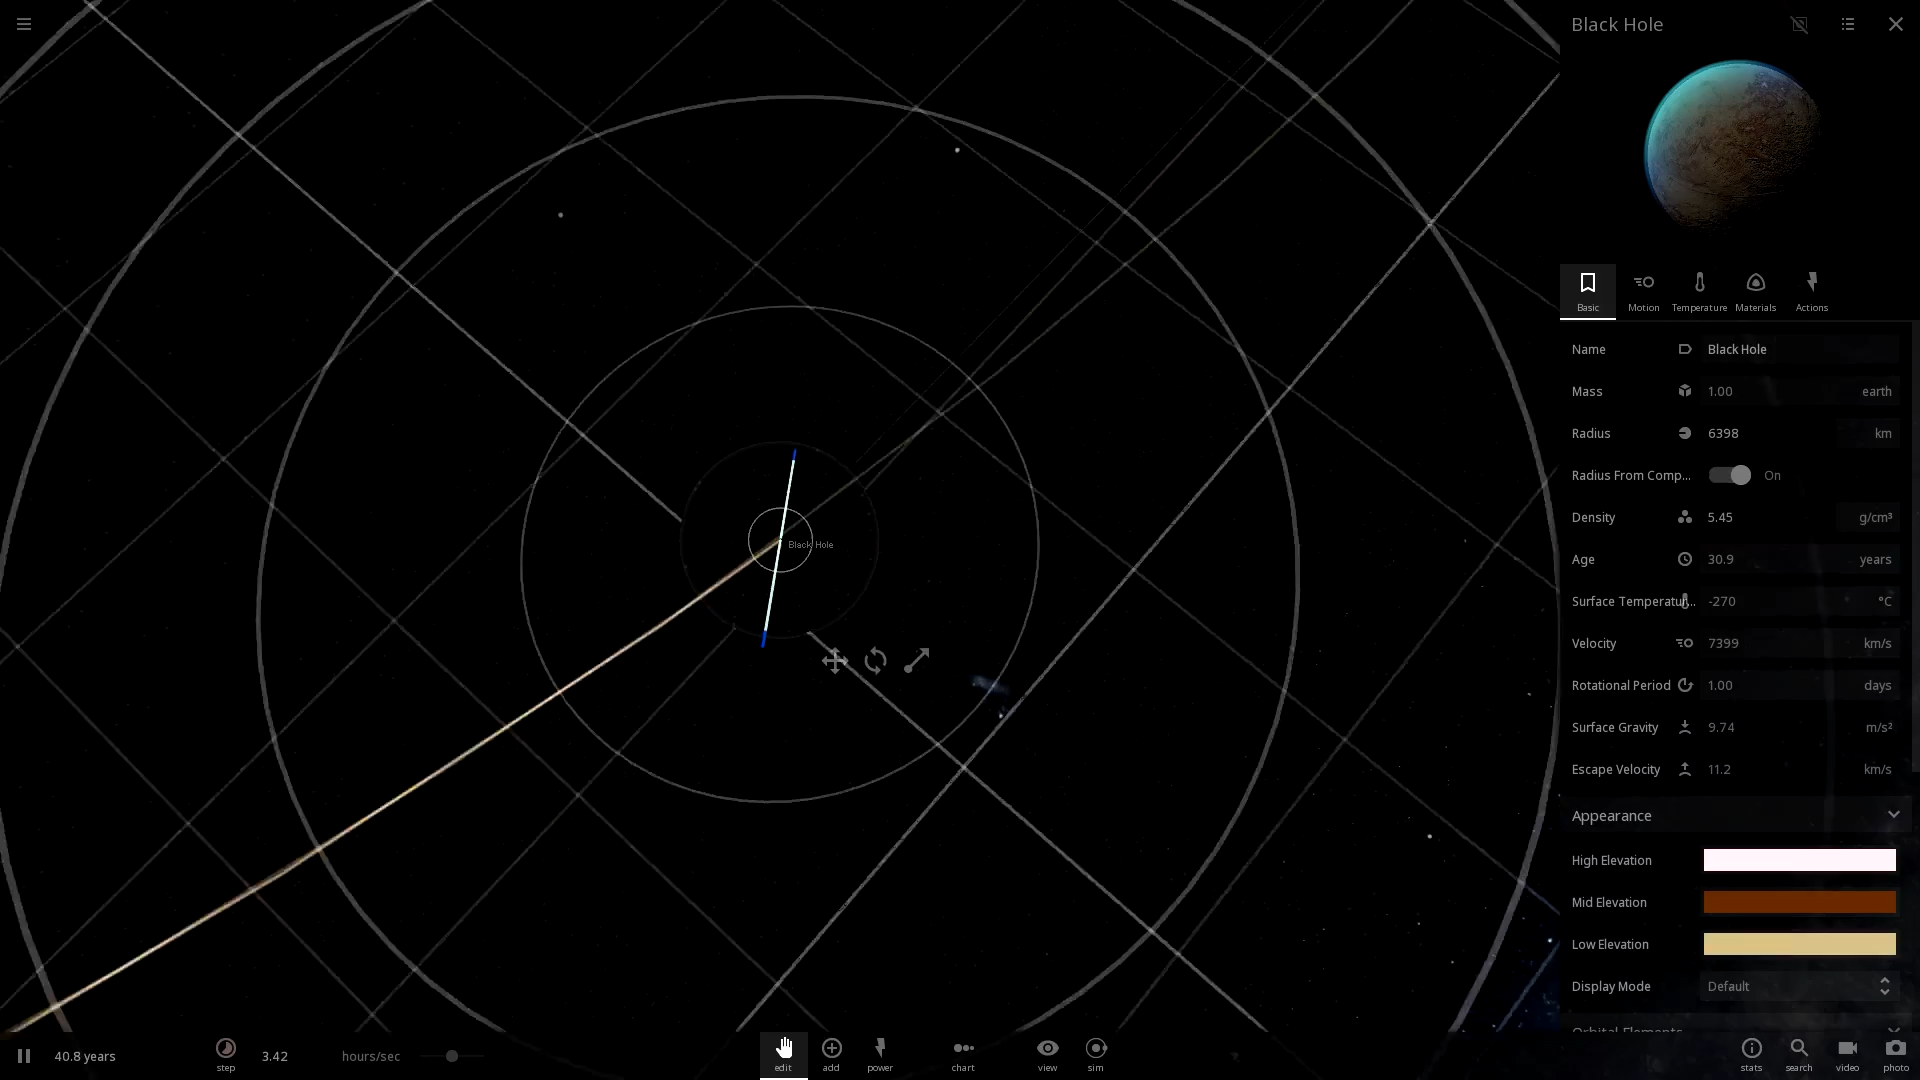 Black Hole
Basic
Motion
Temperature
Materials
Actions
Name Black Hole
Mass 1.00 earth
Radius 6398 km
Radius From Comp... On
Density 5.45 g/cm³
Age 30.9 years
Surface Temperatur... -270 °C
Velocity 7399 km/s
Rotational Period 1.00 days
Surface Gravity 9.74 m/s²
Escape Velocity 11.2 km/s
Appearance
High Elevation
Mid Elevation
Low Elevation
Display Mode Default
Orbital Elements
Black Hole
40.8 years
step
3.42 hours/sec
edit
add
power
chart
view
sim
stats
search
video
photo